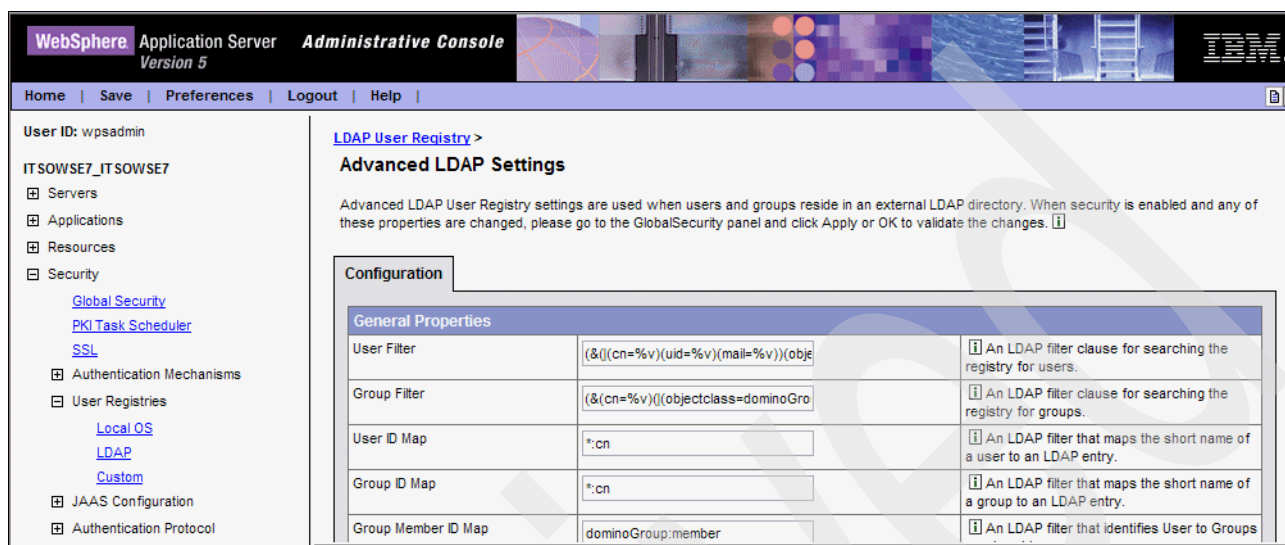 WebSphere. Application Server Administrative Console
Version 5
IBM.
Home | Save | Preferences | Logout | Help |
User ID: wpsadmin
ITSOWSE7_ITSOWSE7
Servers
Applications
Resources
Security
Global Security
PKI Task Scheduler
SSL
Authentication Mechanisms
User Registries
Local OS
LDAP
Custom
JAAS Configuration
Authentication Protocol
LDAP User Registry >
Advanced LDAP Settings
Advanced LDAP User Registry settings are used when users and groups reside in an external LDAP directory. When security is enabled and any of
these properties are changed, please go to the GlobalSecurity panel and click Apply or OK to validate the changes. i
Configuration
General Properties
User Filter
(&(|(cn=%v)(uid=%v)(mail=%v))(obje
i An LDAP filter clause for searching the
registry for users.
Group Filter
(&(cn=%v)(|(objectclass=dominoGro
i An LDAP filter clause for searching the
registry for groups.
User ID Map
*:cn
i An LDAP filter that maps the short name of
a user to an LDAP entry.
Group ID Map
*:cn
i An LDAP filter that maps the short name of
a group to an LDAP entry.
Group Member ID Map
dominoGroup:member
i An LDAP filter that identifies User to Groups